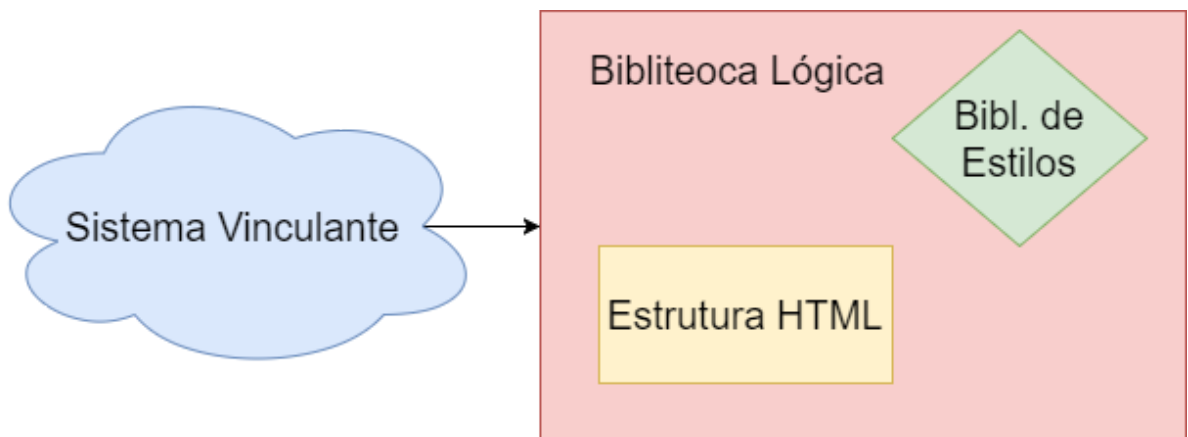 Sistema Vinculante
Bibliteoca Lógica
Bibl. de
Estilos
Estrutura HTML